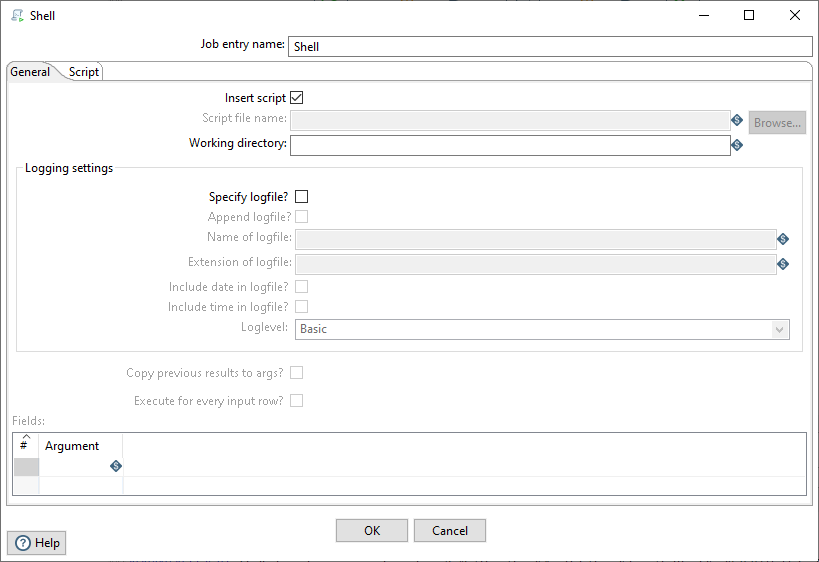 Shell
Job entry name: Shell
General Script
Insert script
Script file name:
Browse...
Working directory:
Logging settings
Specify logfile?
Append logfile?
Name of logfile:
Extension of logfile:
Include date in logfile?
Include time in logfile?
Loglevel: Basic
Copy previous results to args?
Execute for every input row?
Fields:
# Argument
OK Cancel
Help